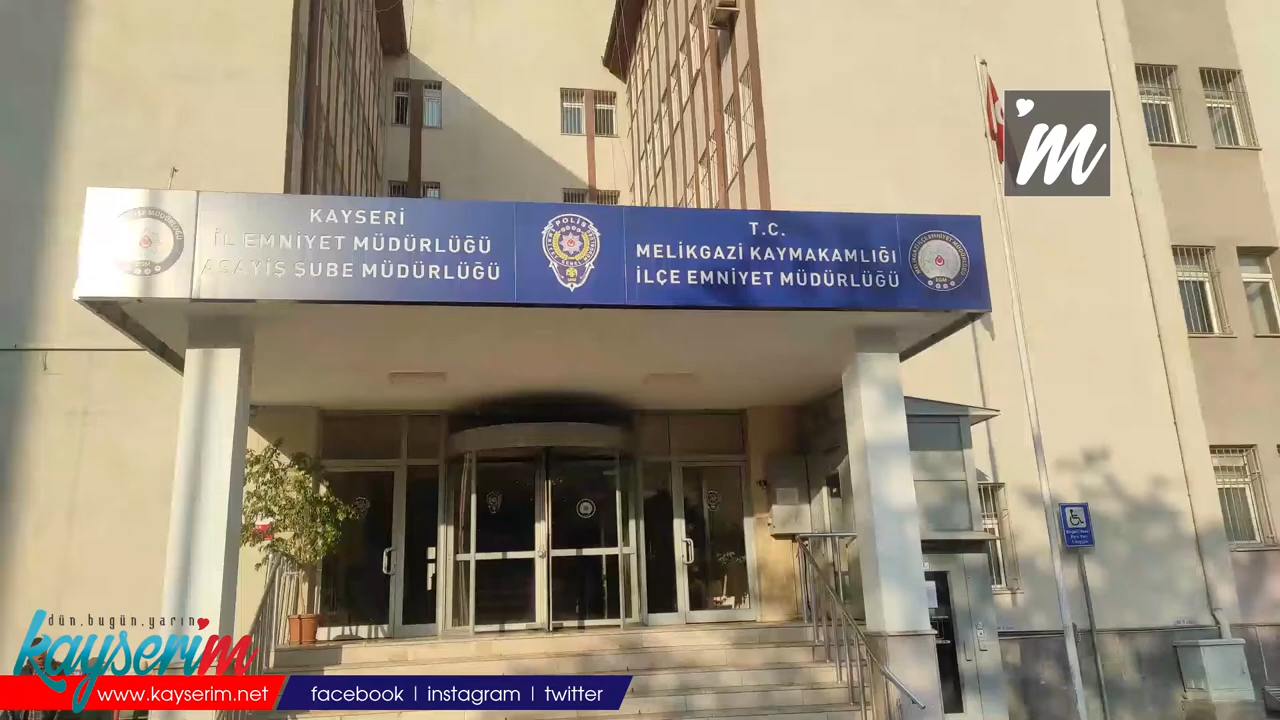 KAYSERİ
İL EMNİYET MÜDÜRLÜĞÜ
ASAYİŞ ŞUBE MÜDÜRLÜĞÜ
POLİS
T.C.
MELİKGAZİ KAYMAKAMLIĞI
İLÇE EMNİYET MÜDÜRLÜĞÜ
'm
dün.bugün.yarın
kayserim
www.kayserim.net
facebook | instagram | twitter